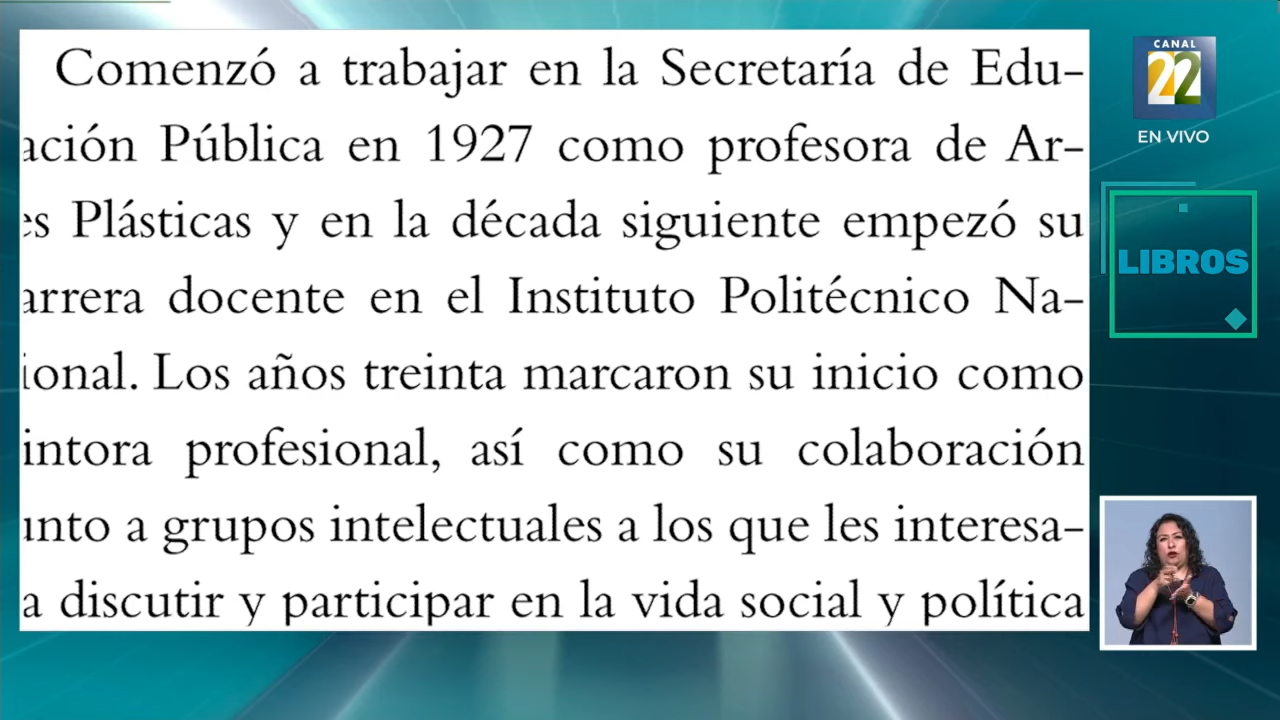 Comenzó a trabajar en la Secretaría de Edu-
ación Pública en 1927 como profesora de Ar-
es Plásticas y en la década siguiente empezó su
arrera docente en el Instituto Politécnico Na-
ional. Los años treinta marcaron su inicio como
intora profesional, así como su colaboración
unto a grupos intelectuales a los que les interesa-
a discutir y participar en la vida social y política
CANAL
22
EN VIVO
LIBROS